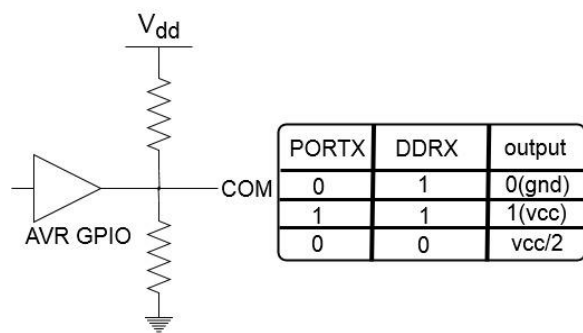 Vdd
AVR GPIO
COM
PORTX DDRX output
0 1 0(gnd)
1 1 1(vcc)
0 0 vcc/2